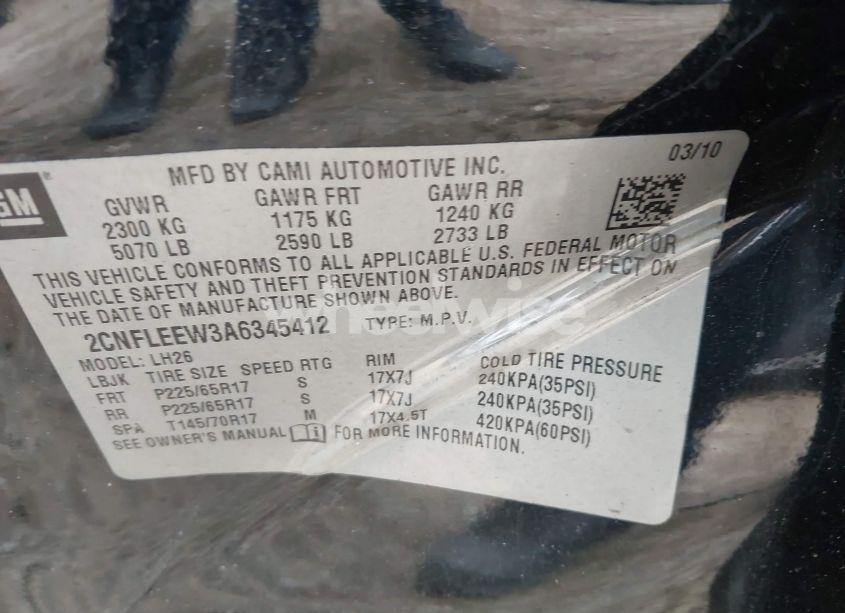 GM
MFD BY CAMI AUTOMOTIVE INC.
03/10
GVWR GAWR FRT GAWR RR
2300 KG 1175 KG 1240 KG
5070 LB 2590 LB 2733 LB
THIS VEHICLE CONFORMS TO ALL APPLICABLE U.S. FEDERAL MOTOR
VEHICLE SAFETY AND THEFT PREVENTION STANDARDS IN EFFECT ON
THE DATE OF MANUFACTURE SHOWN ABOVE.
2CNFLEEW3A6345412 TYPE: M.P.V.
wheelwise
MODEL: LH26
LBJK TIRE SIZE SPEED RTG RIM COLD TIRE PRESSURE
FRT P225/65R17 S 17X7J 240KPA(35PSI)
RR P225/65R17 S 17X7J 240KPA(35PSI)
SPA T145/70R17 M 17X4.5T 420KPA(60PSI)
SEE OWNER'S MANUAL FOR MORE INFORMATION.